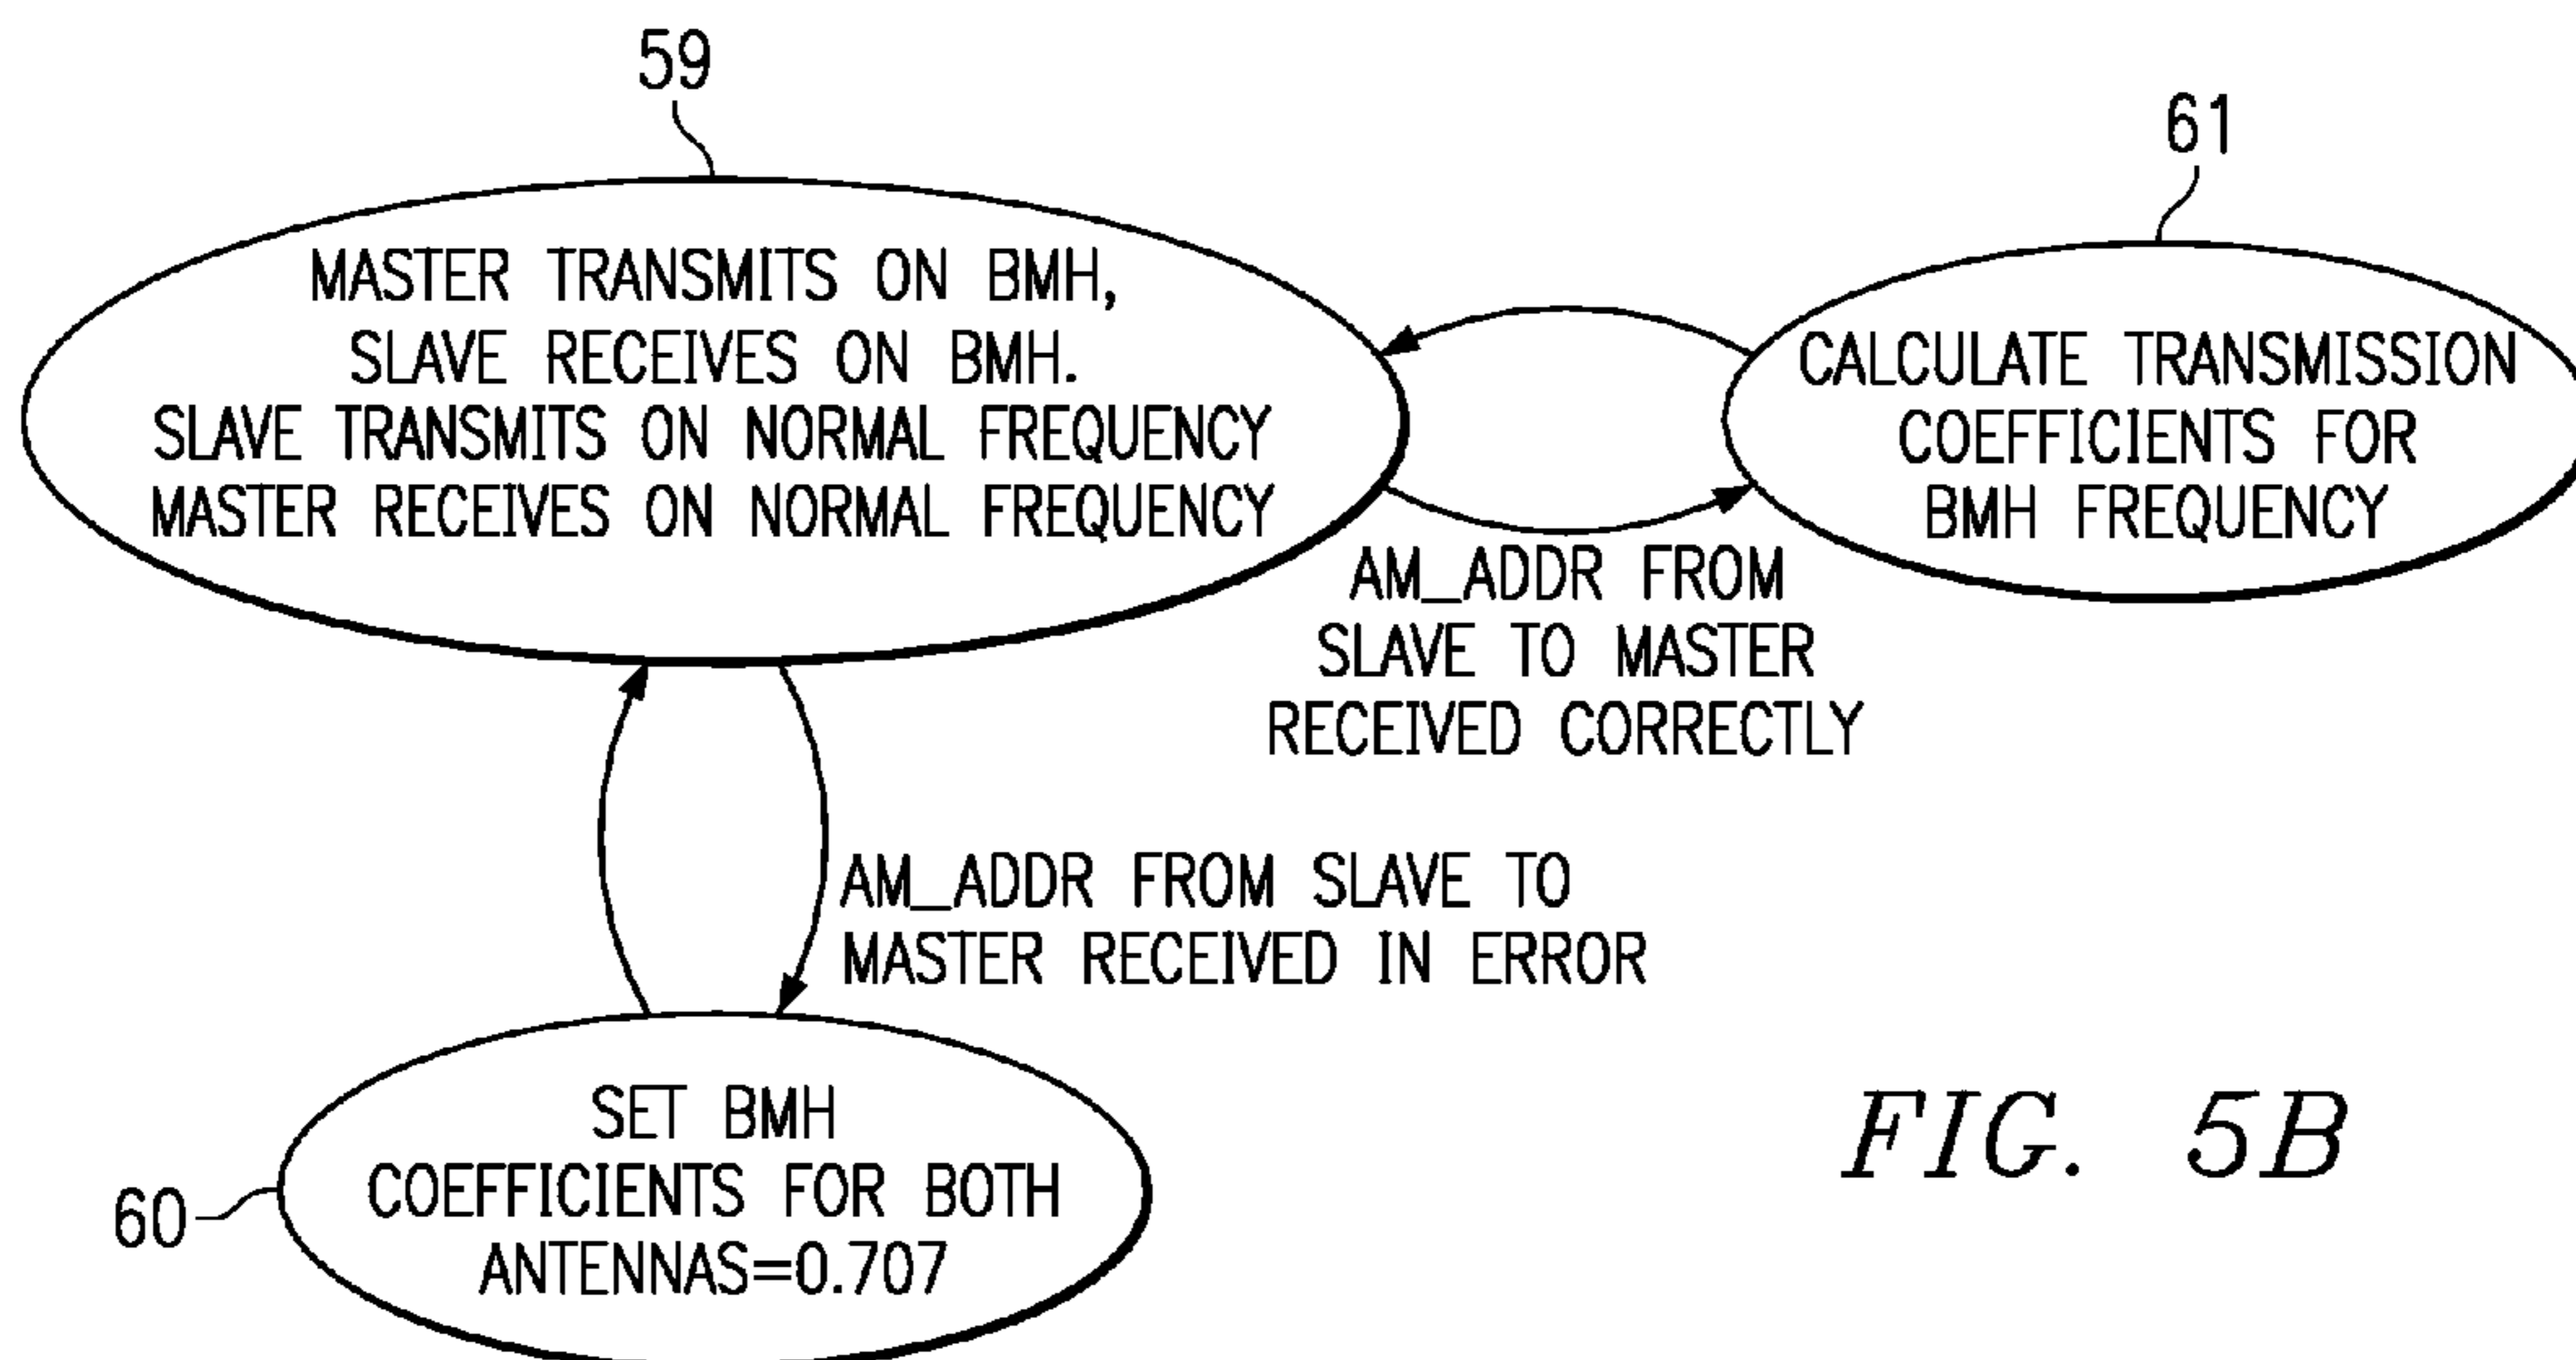 59
MASTER TRANSMITS ON BMH,
SLAVE RECEIVES ON BMH.
SLAVE TRANSMITS ON NORMAL FREQUENCY
MASTER RECEIVES ON NORMAL FREQUENCY
61
CALCULATE TRANSMISSION
COEFFICIENTS FOR
BMH FREQUENCY
AM_ADDR FROM
SLAVE TO MASTER
RECEIVED CORRECTLY
AM_ADDR FROM SLAVE TO
MASTER RECEIVED IN ERROR
60
SET BMH
COEFFICIENTS FOR BOTH
ANTENNAS=0.707
FIG. 5B